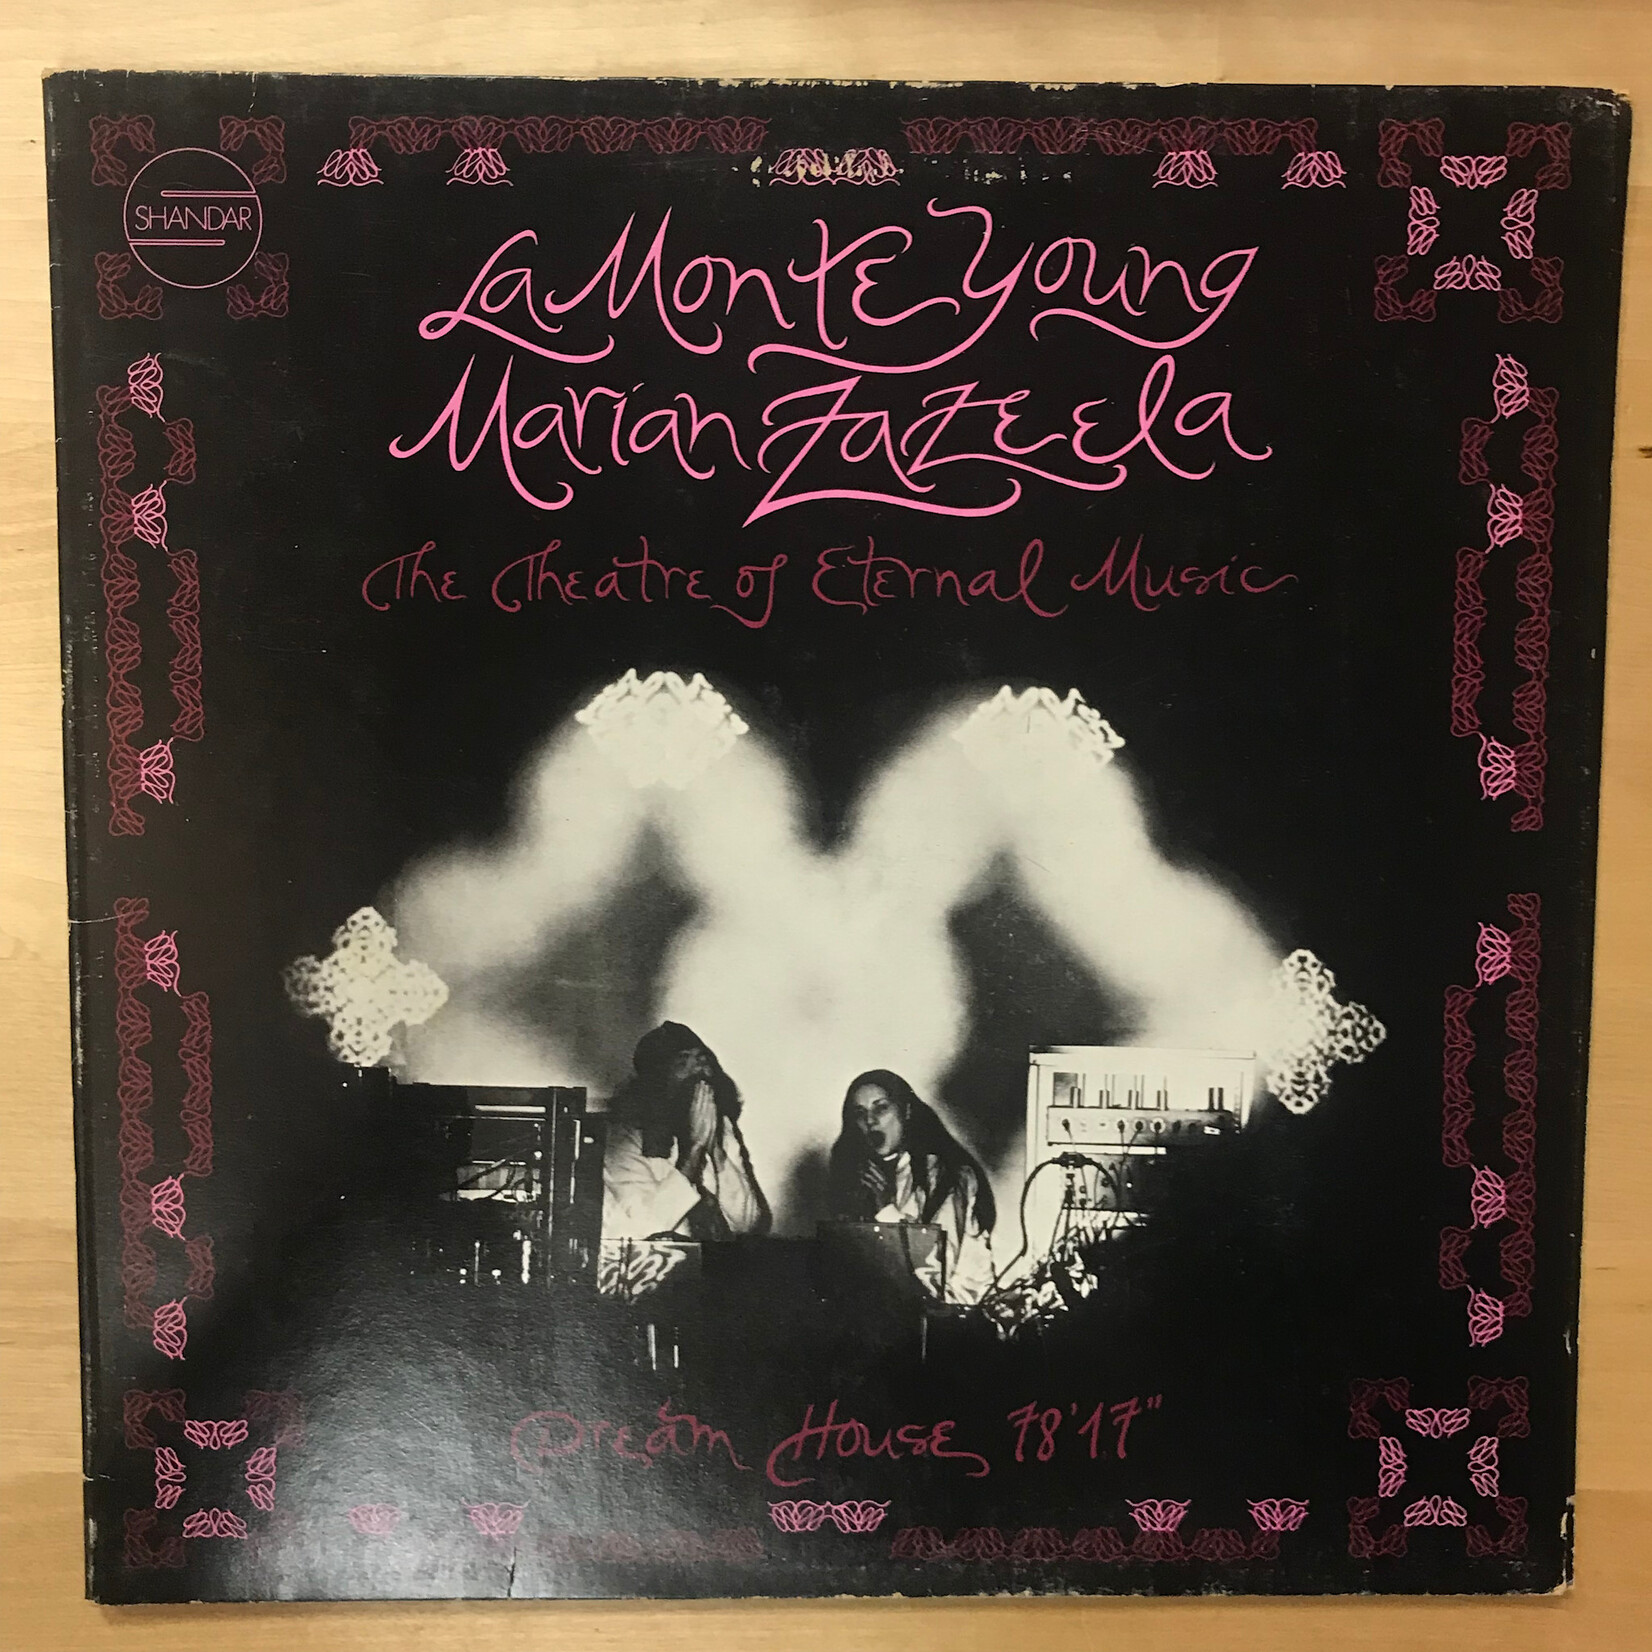 SHANDAR
La Monte Young
Marian Zazeela
The Theatre of Eternal Music
Dream House 78'17"